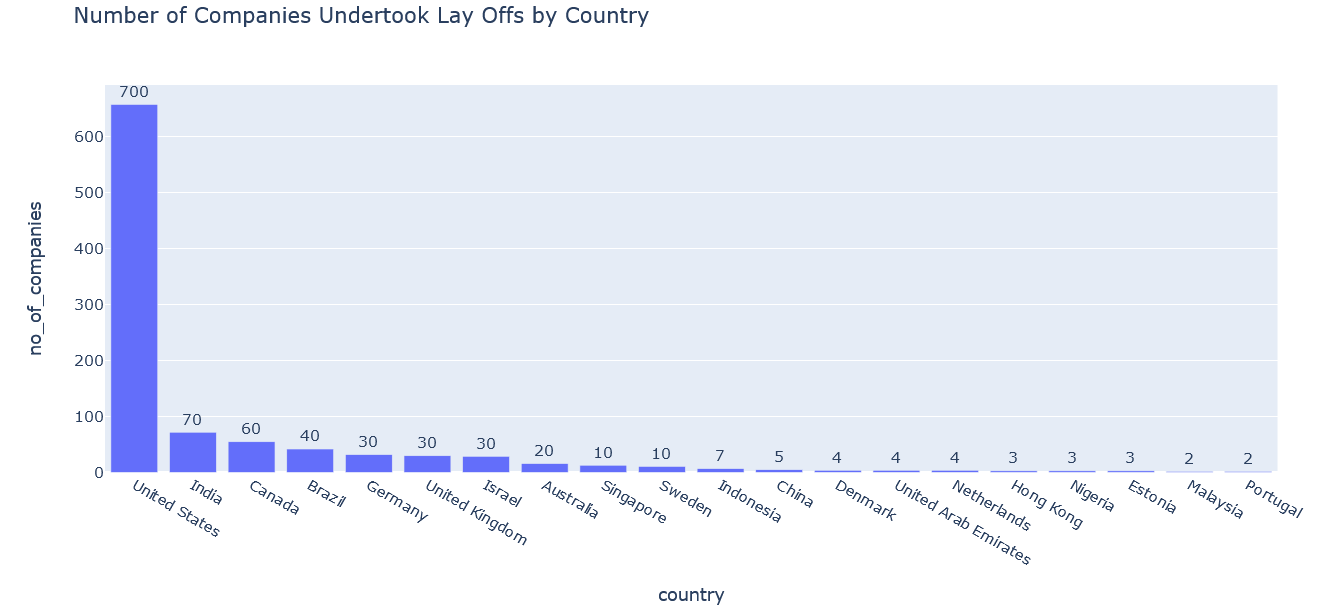 Number of Companies Undertook Lay Offs by Country
700
600
500
400
300
200
100
0
no_of_companies
70
60
40
30
30
30
20
10
10
7
5
4
4
4
3
3
3
2
2
United States
India
Canada
Brazil
Germany
United Kingdom
Israel
Australia
Singapore
Sweden
Indonesia
China
Denmark
United Arab Emirates
Netherlands
Hong Kong
Nigeria
Estonia
Malaysia
Portugal
country